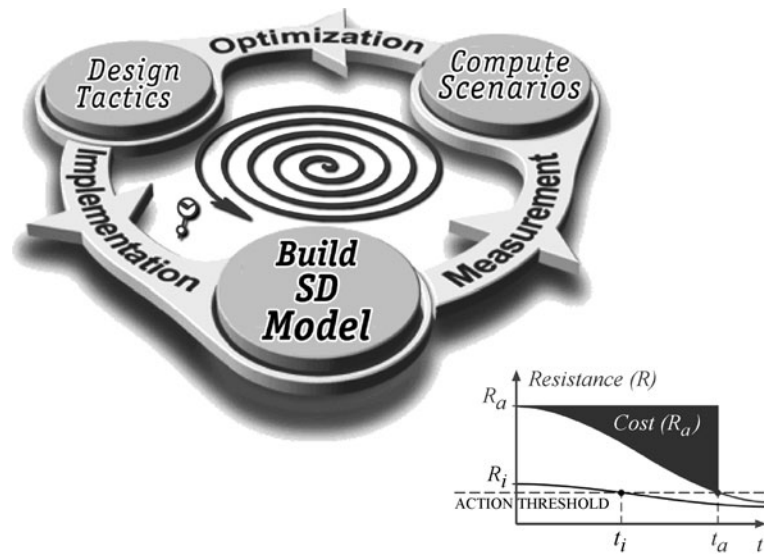 Optimization
Design
Tactics
Compute
Scenarios
Implementation
Measurement
Build
SD
Model
Resistance (R)
Rₐ
Cost (Rₐ)
Rᵢ
ACTION THRESHOLD
tᵢ
tₐ
t